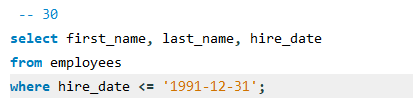 -- 30
select first_name, last_name, hire_date
from employees
where hire_date <= '1991-12-31';